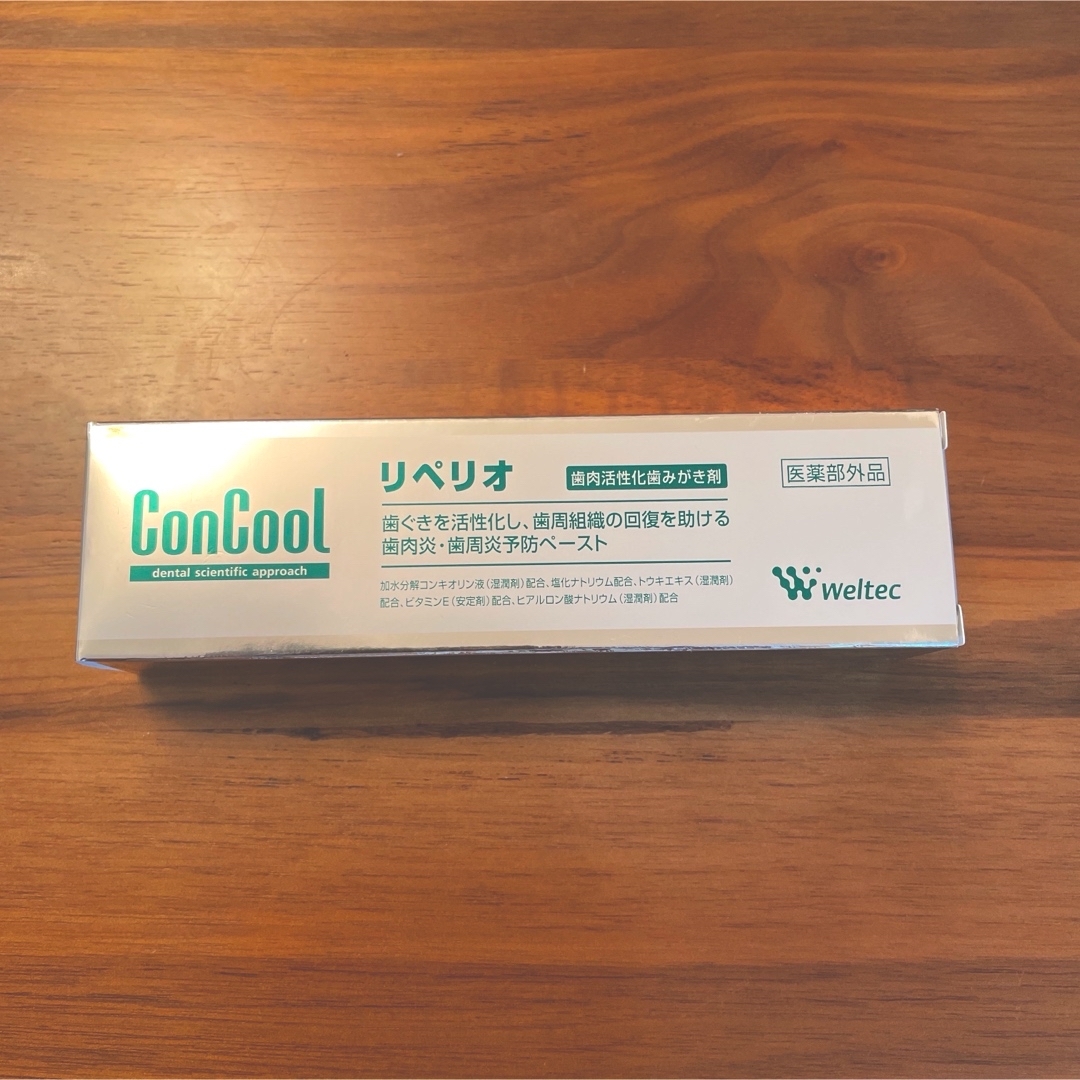 ConCool
dental scientific approach
リペリオ
歯肉活性化歯みがき剤
医薬部外品
歯ぐきを活性化し、歯周組織の回復を助ける
歯肉炎・歯周炎予防ペースト
加水分解コンキオリン液（湿潤剤）配合、塩化ナトリウム配合、トウキエキス（湿潤剤）
配合、ビタミンE（安定剤）配合、ヒアルロン酸ナトリウム（湿潤剤）配合
weltec